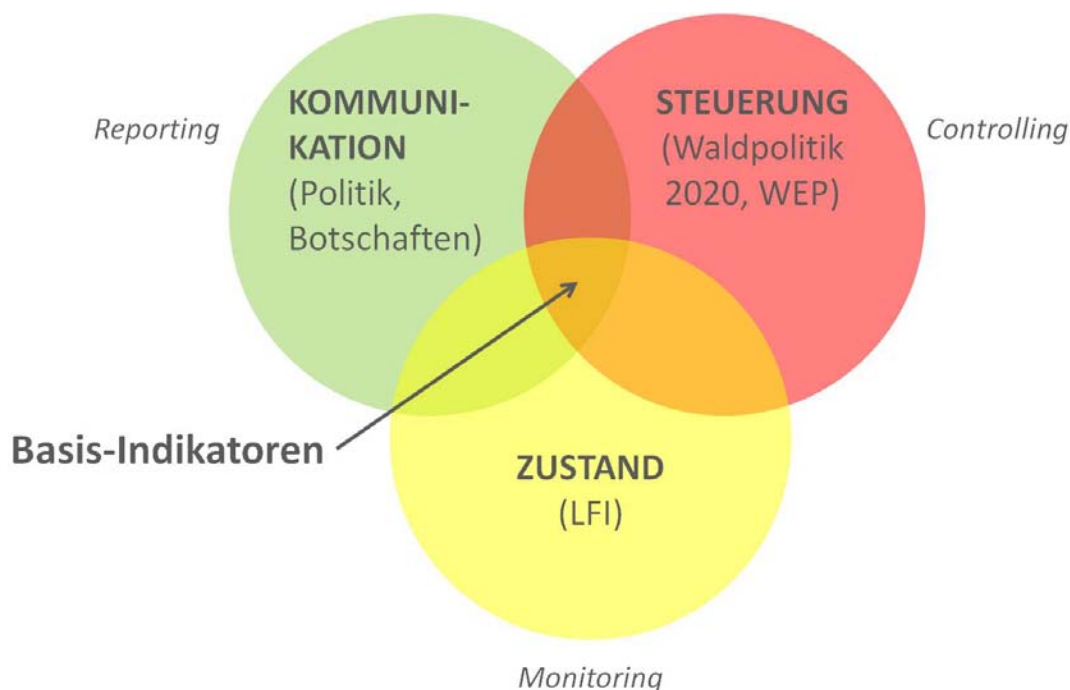 KOMMUNI-
KATION
(Politik,
Botschaften)
Reporting
STEUERUNG
(Waldpolitik
2020, WEP)
Controlling
Basis-Indikatoren
ZUSTAND
(LFI)
Monitoring